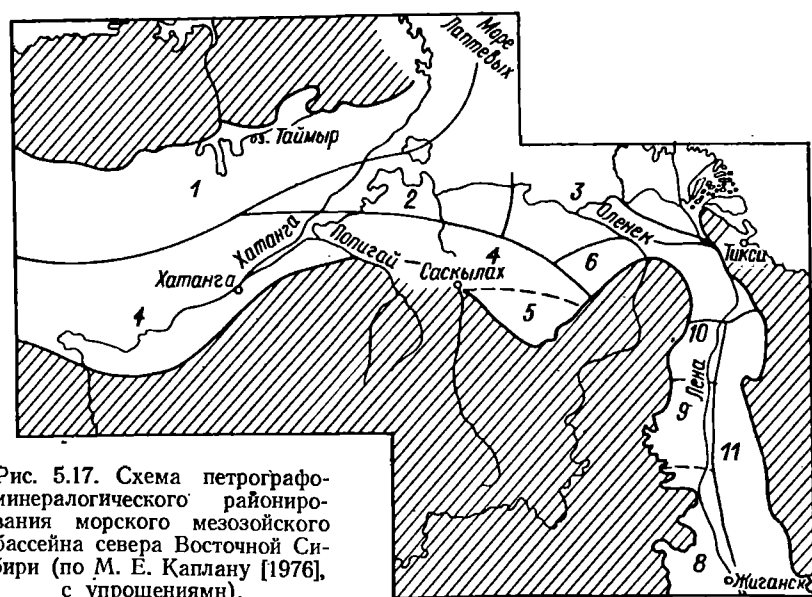 Море
Лаптевых
оз. Таймыр
1
2
3
Оленек
Хатанга
Попигай
4
6
Тикси
Хатанга
Саскылах
4
5
10
Лена
9
11
8
Жиганск
Рис. 5.17. Схема петрографо-
минералогического райониро-
вания морского мезозойского
бассейна севера Восточной Си-
бири (по М. Е. Каплану [1976],
с упрощениями).